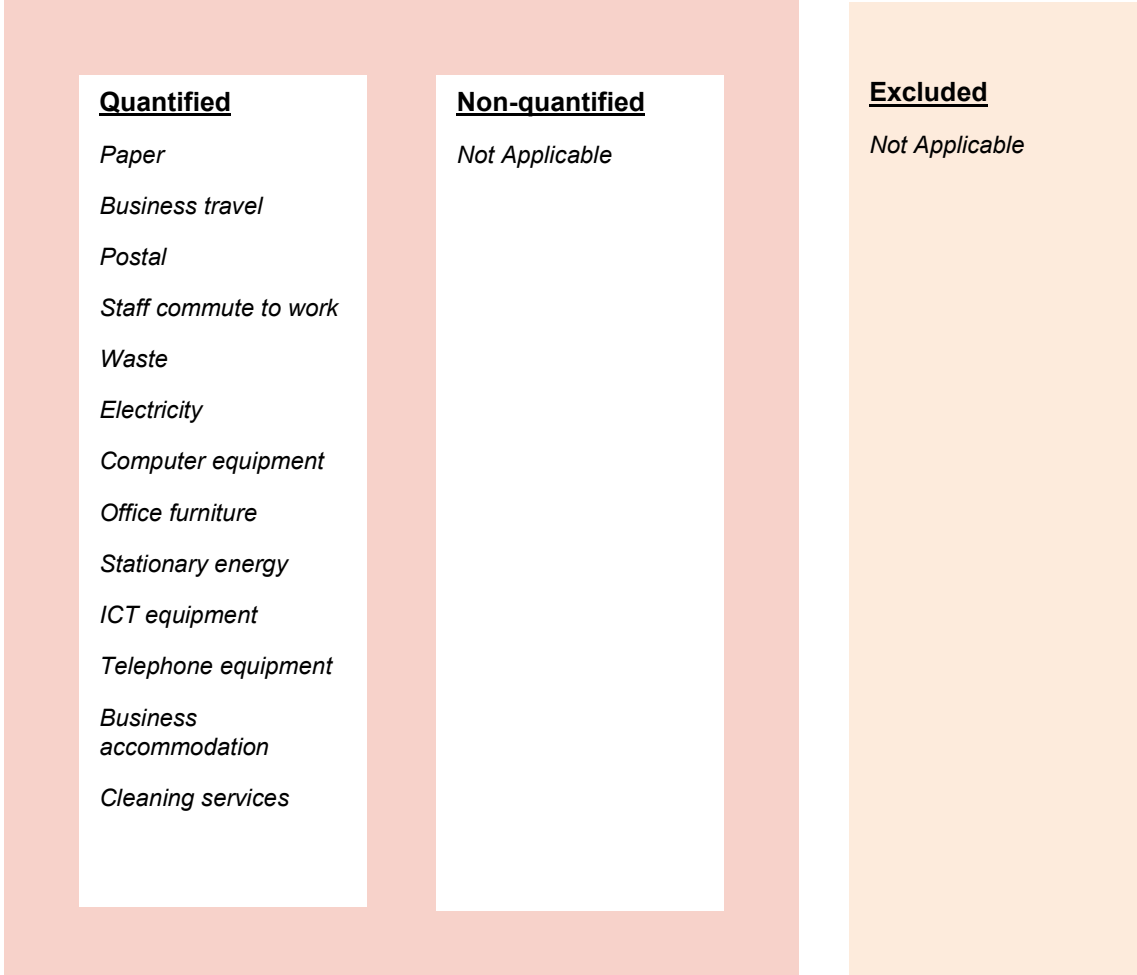 Quantified
Paper
Business travel
Postal
Staff commute to work
Waste
Electricity
Computer equipment
Office furniture
Stationary energy
ICT equipment
Telephone equipment
Business
accommodation
Cleaning services
Non-quantified
Not Applicable
Excluded
Not Applicable